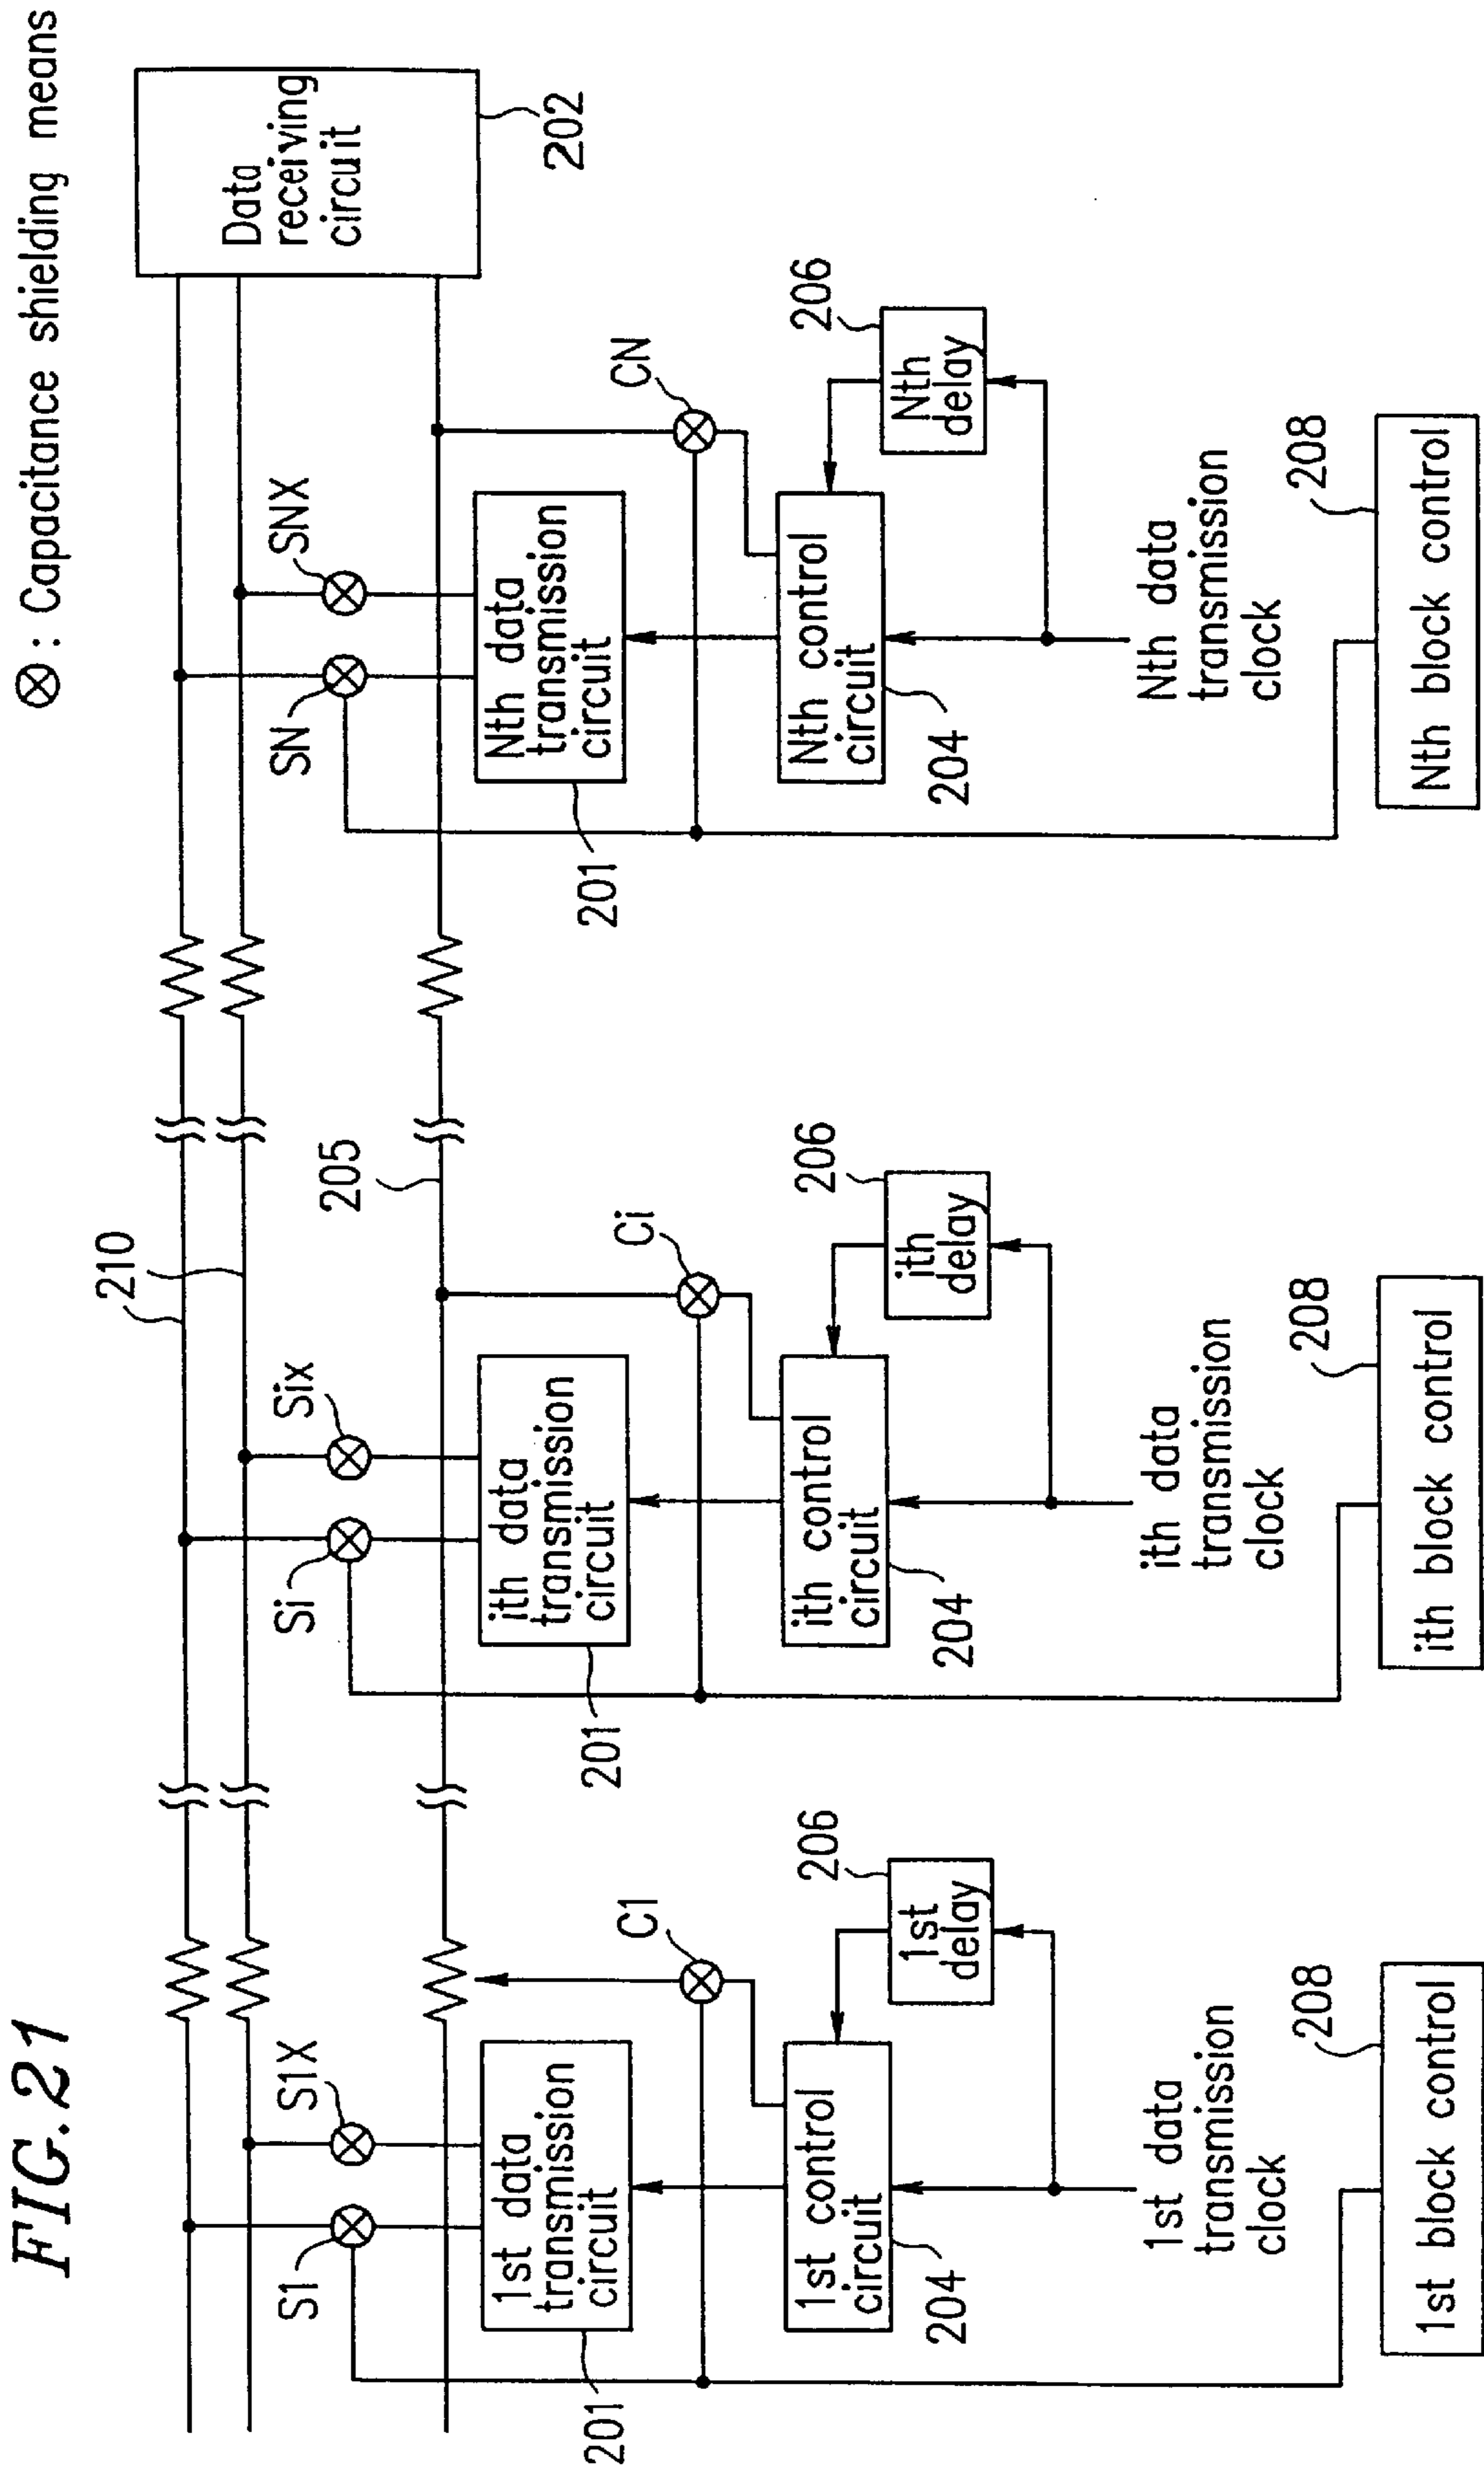 FIG.21
⊗: Capacitance shielding means
210
205
Data
receiving
circuit
202
S1
S1X
C1
201
1st data
transmission
circuit
1st control
circuit
204
206
1st
delay
1st data
transmission
clock
208
1st block control
Si
Six
Ci
201
ith data
transmission
circuit
ith control
circuit
204
206
ith
delay
ith data
transmission
clock
208
ith block control
SN
SNX
CN
201
Nth data
transmission
circuit
Nth control
circuit
204
206
Nth
delay
Nth data
transmission
clock
208
Nth block control